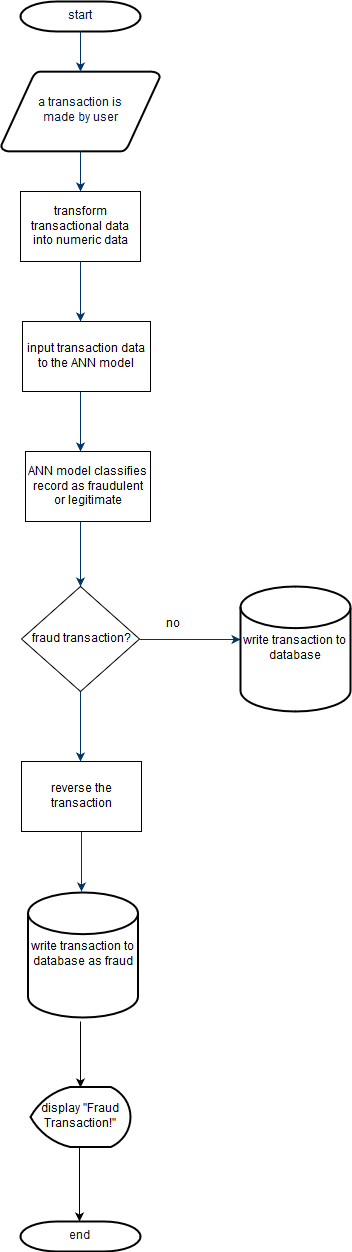 start
a transaction is
made by user
transform
transactional data
into numeric data
input transaction data
to the ANN model
ANN model classifies
record as fraudulent
or legitimate
fraud transaction?
no
write transaction to
database
reverse the
transaction
write transaction to
database as fraud
display "Fraud
Transaction!"
end